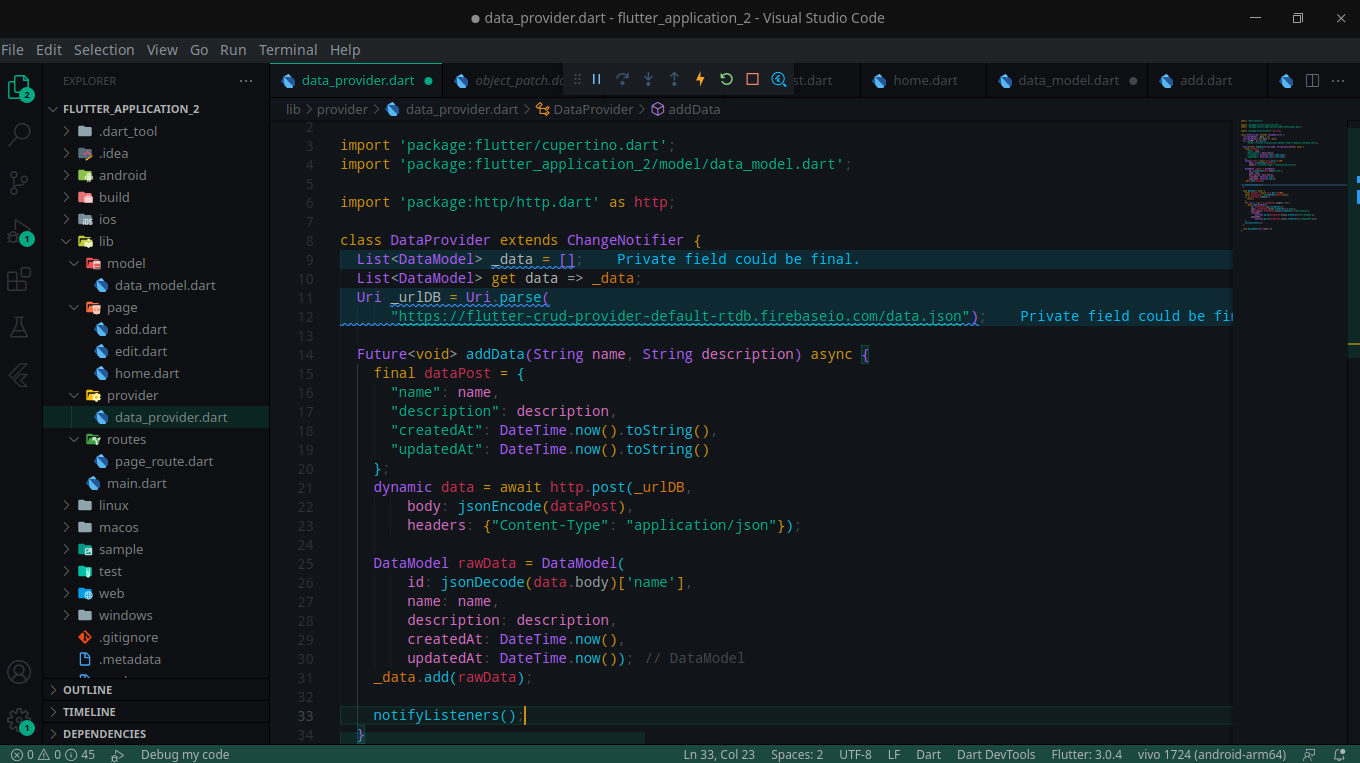 data_provider.dart - flutter_application_2 - Visual Studio Code
File Edit Selection View Go Run Terminal Help
EXPLORER
data_provider.dart
object_patch.da
st.dart
home.dart
data_model.dart
add.dart
lib > provider > data_provider.dart > DataProvider > addData
2
1
1
FLUTTER_APPLICATION_2
.dart_tool
.idea
android
build
ios
lib
model
data_model.dart
page
add.dart
edit.dart
home.dart
provider
data_provider.dart
routes
page_route.dart
main.dart
linux
macos
sample
test
web
windows
.gitignore
.metadata
OUTLINE
TIMELINE
DEPENDENCIES
2
3 import 'package:flutter/cupertino.dart';
4 import 'package:flutter_application_2/model/data_model.dart';
5
6 import 'package:http/http.dart' as http;
7
8 class DataProvider extends ChangeNotifier {
9 List<DataModel> _data = []; Private field could be final.
10 List<DataModel> get data => _data;
11 Uri _urlDB = Uri.parse(
12 "https://flutter-crud-provider-default-rtdb.firebaseio.com/data.json"); Private field could be fi
13
14 Future<void> addData(String name, String description) async {
15 final dataPost = {
16 "name": name,
17 "description": description,
18 "createdAt": DateTime.now().toString(),
19 "updatedAt": DateTime.now().toString()
20 };
21 dynamic data = await http.post(_urlDB,
22 body: jsonEncode(dataPost),
23 headers: {"Content-Type": "application/json"});
24
25 DataModel rawData = DataModel(
26 id: jsonDecode(data.body)['name'],
27 name: name,
28 description: description,
29 createdAt: DateTime.now(),
30 updatedAt: DateTime.now()); // DataModel
31 _data.add(rawData);
32
33 notifyListeners();
34 }
0 0 45 Debug my code Ln 33, Col 23 Spaces: 2 UTF-8 LF Dart Dart DevTools Flutter: 3.0.4 vivo 1724 (android-arm64)